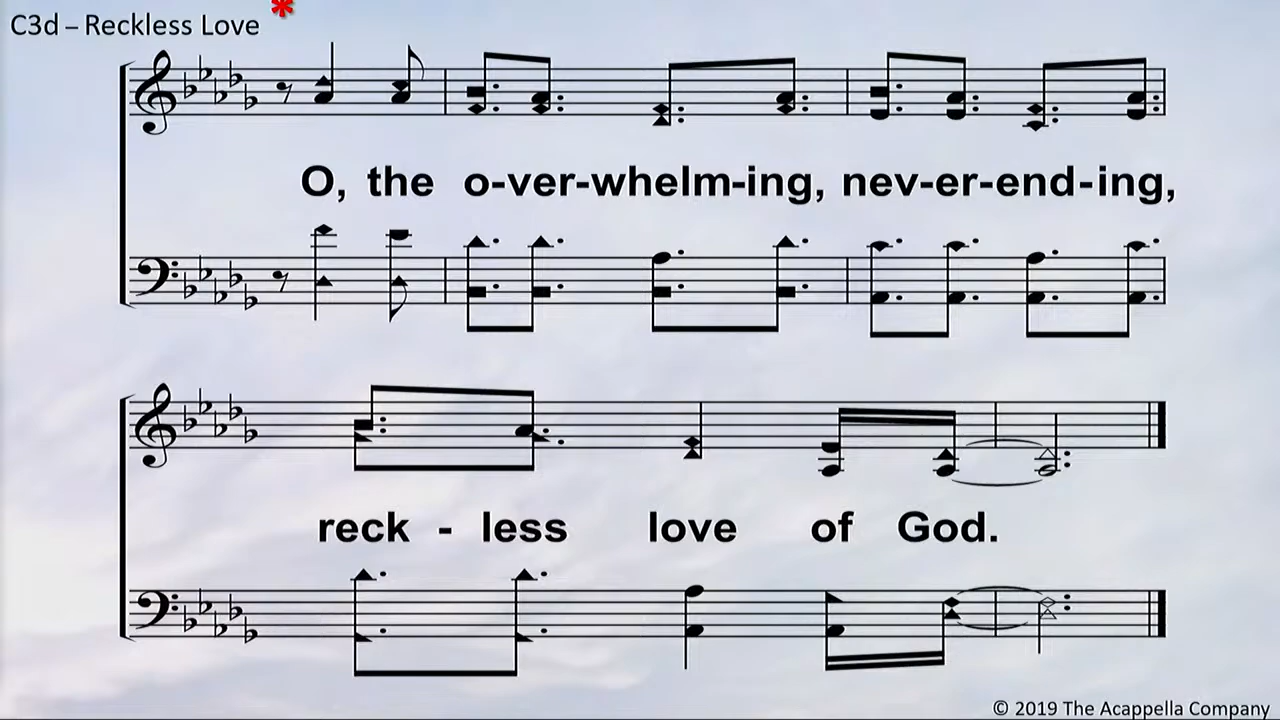 C3d – Reckless Love *
O, the o-ver-whelm-ing, nev-er-end-ing,
reck - less love of God.
© 2019 The Acappella Company